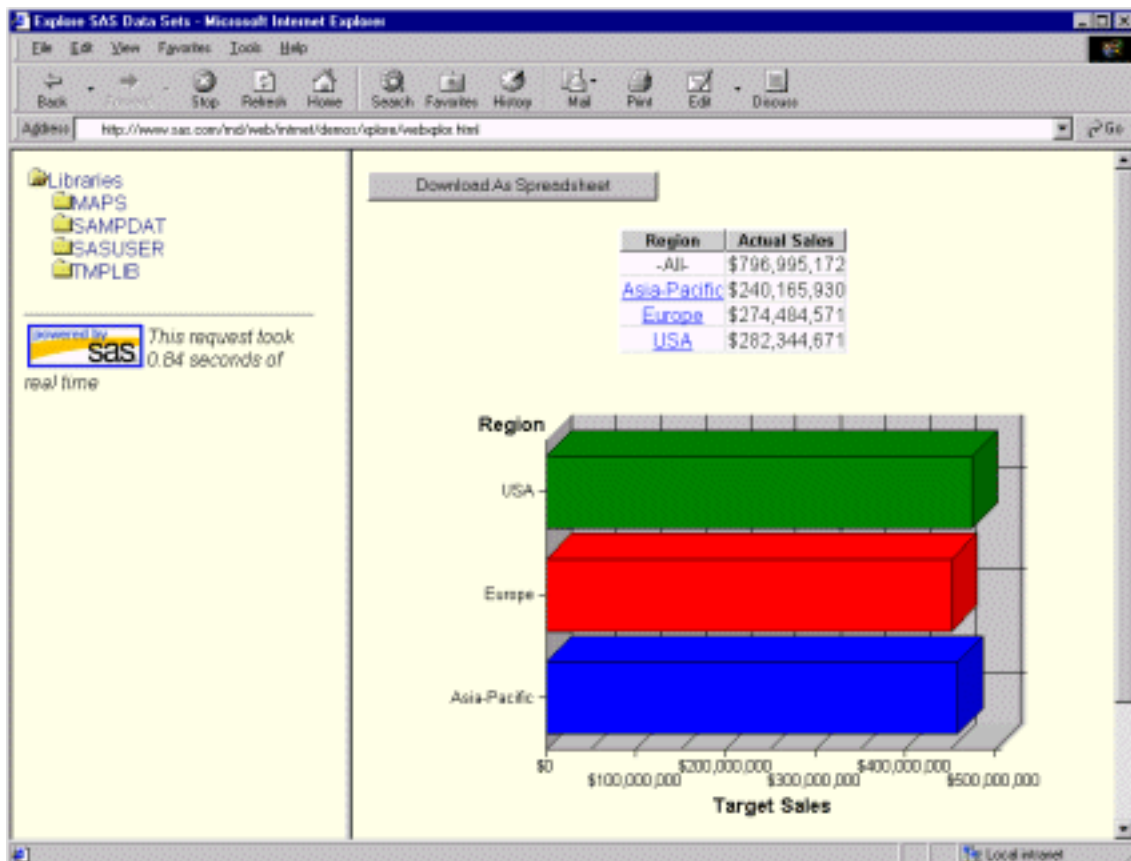 Explore SAS Data Sets - Microsoft Internet Explorer
File Edit View Favorites Tools Help
Back Forward Stop Refresh Home Search Favorites History Mail Print Edit Discuss
Address http://www.sas.com/rnd/web/intrnet/demos/xplore/webxplor.html Go
Libraries
MAPS
SAMPDAT
SASUSER
TMPLIB
powered by sas This request took
0.84 seconds of
real time
Download As Spreadsheet
Region Actual Sales
-All- $796,995,172
Asia-Pacific $240,165,930
Europe $274,484,571
USA $282,344,671
Region
USA
Europe
Asia-Pacific
$0 $200,000,000 $400,000,000
$100,000,000 $300,000,000 $500,000,000
Target Sales
Local intranet